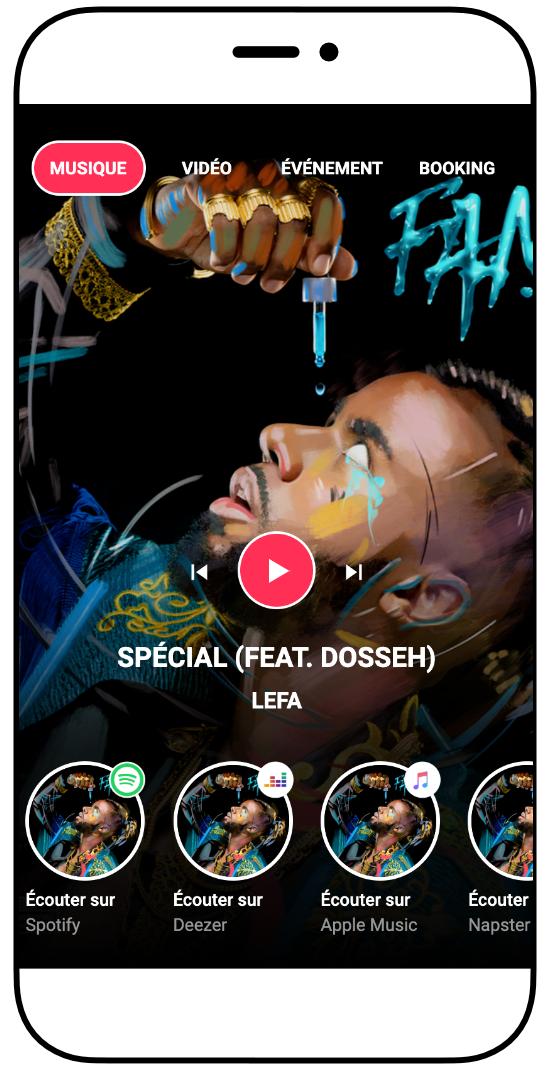 MUSIQUE VIDÉO ÉVÉNEMENT BOOKING
SPÉCIAL (FEAT. DOSSEH)
LEFA
Écouter sur Écouter sur Écouter sur Écouter
Spotify Deezer Apple Music Napster